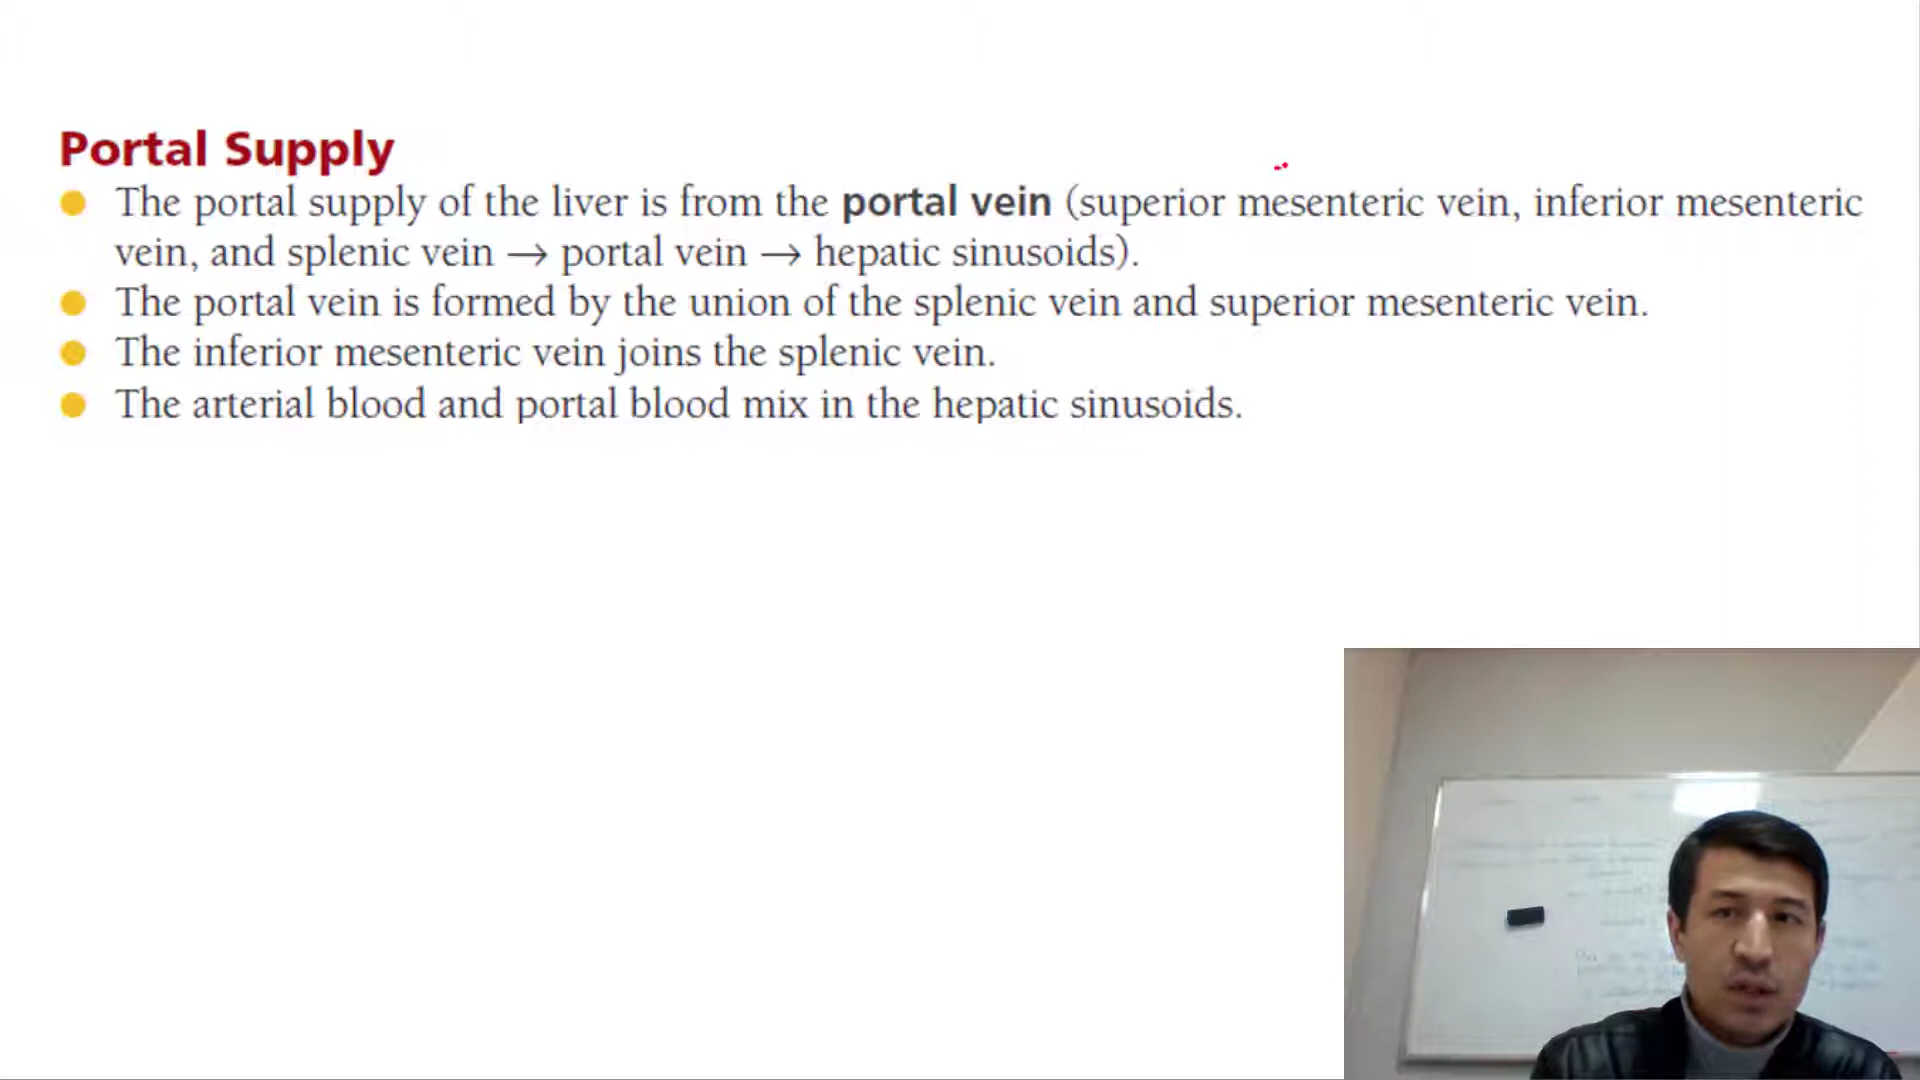 Portal Supply
The portal supply of the liver is from the portal vein (superior mesenteric vein, inferior mesenteric
vein, and splenic vein → portal vein → hepatic sinusoids).
The portal vein is formed by the union of the splenic vein and superior mesenteric vein.
The inferior mesenteric vein joins the splenic vein.
The arterial blood and portal blood mix in the hepatic sinusoids.